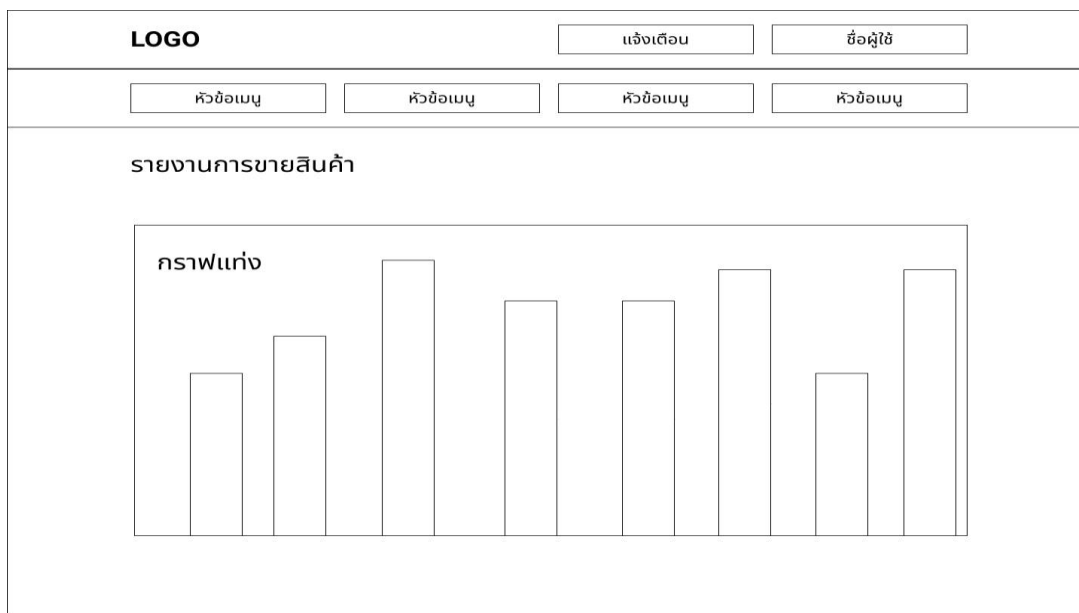 LOGO
แจ้งเตือน
ชื่อผู้ใช้
หัวข้อเมนู
หัวข้อเมนู
หัวข้อเมนู
หัวข้อเมนู
รายงานการขายสินค้า
กราฟแท่ง